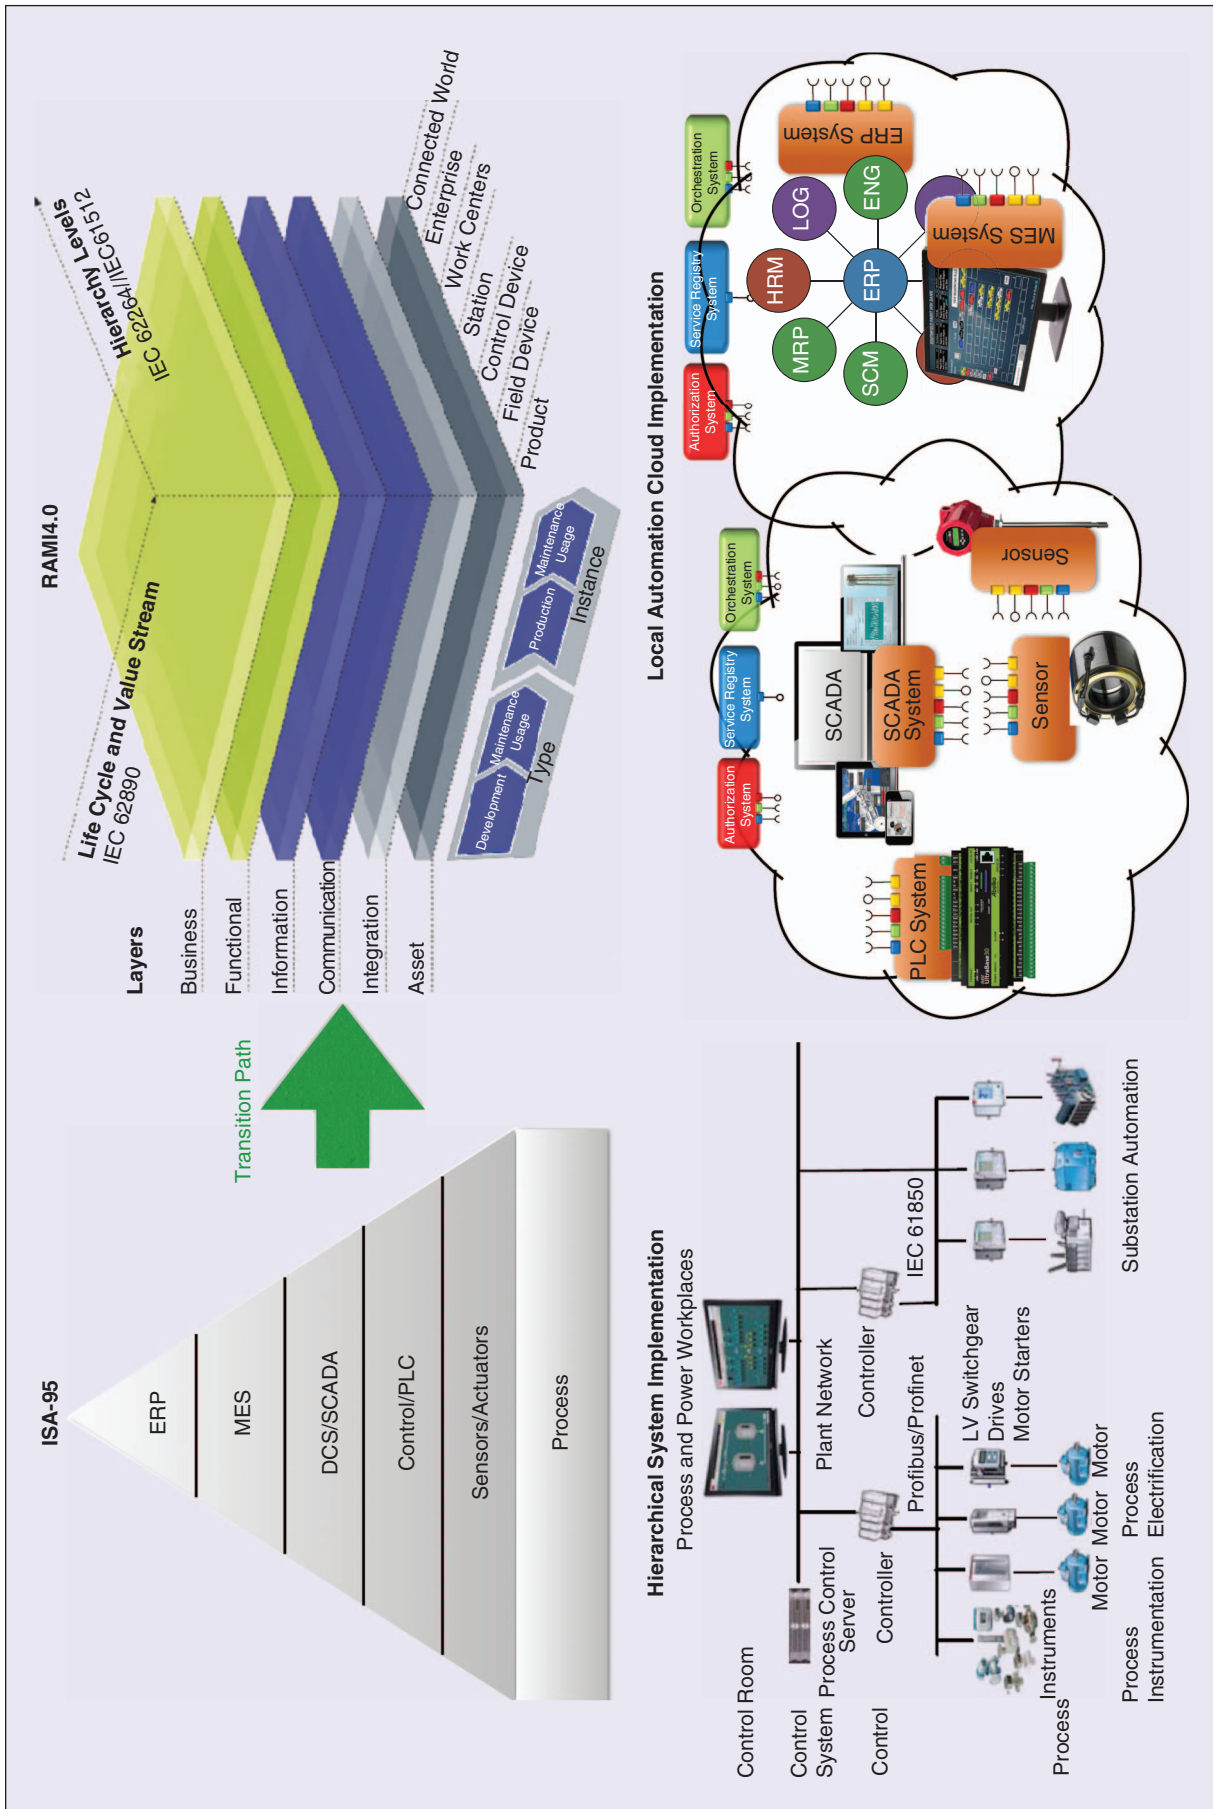 ISA-95
ERP
MES
DCS/SCADA
Control/PLC
Sensors/Actuators
Process
Transition Path
RAMI4.0
Life Cycle and Value Stream
IEC 62890
Hierarchy Levels
IEC 62264//IEC61512
Layers
Business
Functional
Information
Communication
Integration
Asset
Connected World
Enterprise
Work Centers
Station
Control Device
Field Device
Product
Development
Maintenance
Usage
Type
Production
Maintenance
Usage
Instance
Hierarchical System Implementation
Process and Power Workplaces
Control Room
Control
System
Process Control
Server
Plant Network
Control
Controller
Controller
Profibus/Profinet
IEC 61850
LV Switchgear
Drives
Motor Starters
Process
Instruments
Motor
Motor
Motor
Process
Instrumentation
Process
Electrification
Substation Automation
Local Automation Cloud Implementation
Authorization
System
Service Registry
System
Orchestration
System
SCADA
SCADA
System
PLC System
UltraBase30
Sensor
Sensor
Authorization
System
Service Registry
System
Orchestration
System
ERP
SCM
MRP
HRM
LOG
ENG
ERP System
MES System